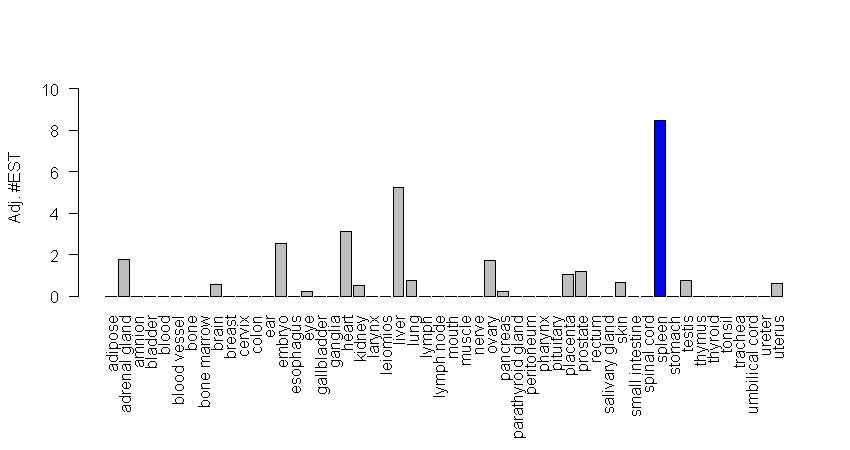 Adj. #EST
10
8
6
4
2
0
adipose
adrenal gland
amnion
bladder
blood
blood vessel
bone
bone marrow
brain
breast
cervix
colon
ear
embryo
esophagus
eye
gallbladder
ganglia
heart
kidney
larynx
leiomios
liver
lung
lymph
lymph node
mouth
muscle
nerve
ovary
pancreas
parathyroid gland
peritoneum
pharynx
pituitary
placenta
prostate
rectum
salivary gland
skin
small intestine
spinal cord
spleen
stomach
testis
thymus
thyroid
tonsil
trachea
umbilical cord
ureter
uterus